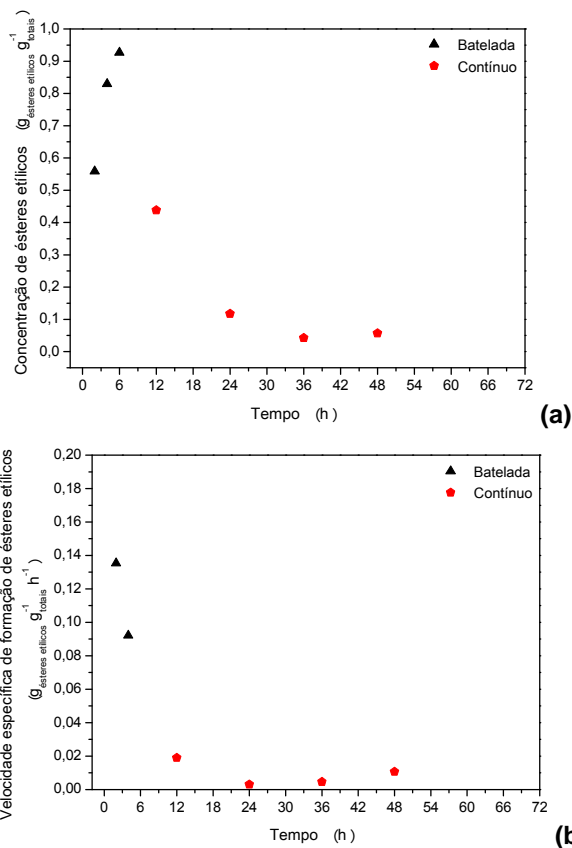 1,0
0,9
0,8
0,7
0,6
0,5
0,4
0,3
0,2
0,1
0,0
Concentração de ésteres etílicos (g ésteres etílicos g⁻¹ totais)
Batelada
Contínuo
0 6 12 18 24 30 36 42 48 54 60 66 72
Tempo (h)
(a)
0,20
0,18
0,16
0,14
0,12
0,10
0,08
0,06
0,04
0,02
0,00
Velocidade específica de formação de ésteres etílicos
(g ésteres etílicos g⁻¹ totais h⁻¹)
Batelada
Contínuo
0 6 12 18 24 30 36 42 48 54 60 66 72
Tempo (h)
(b